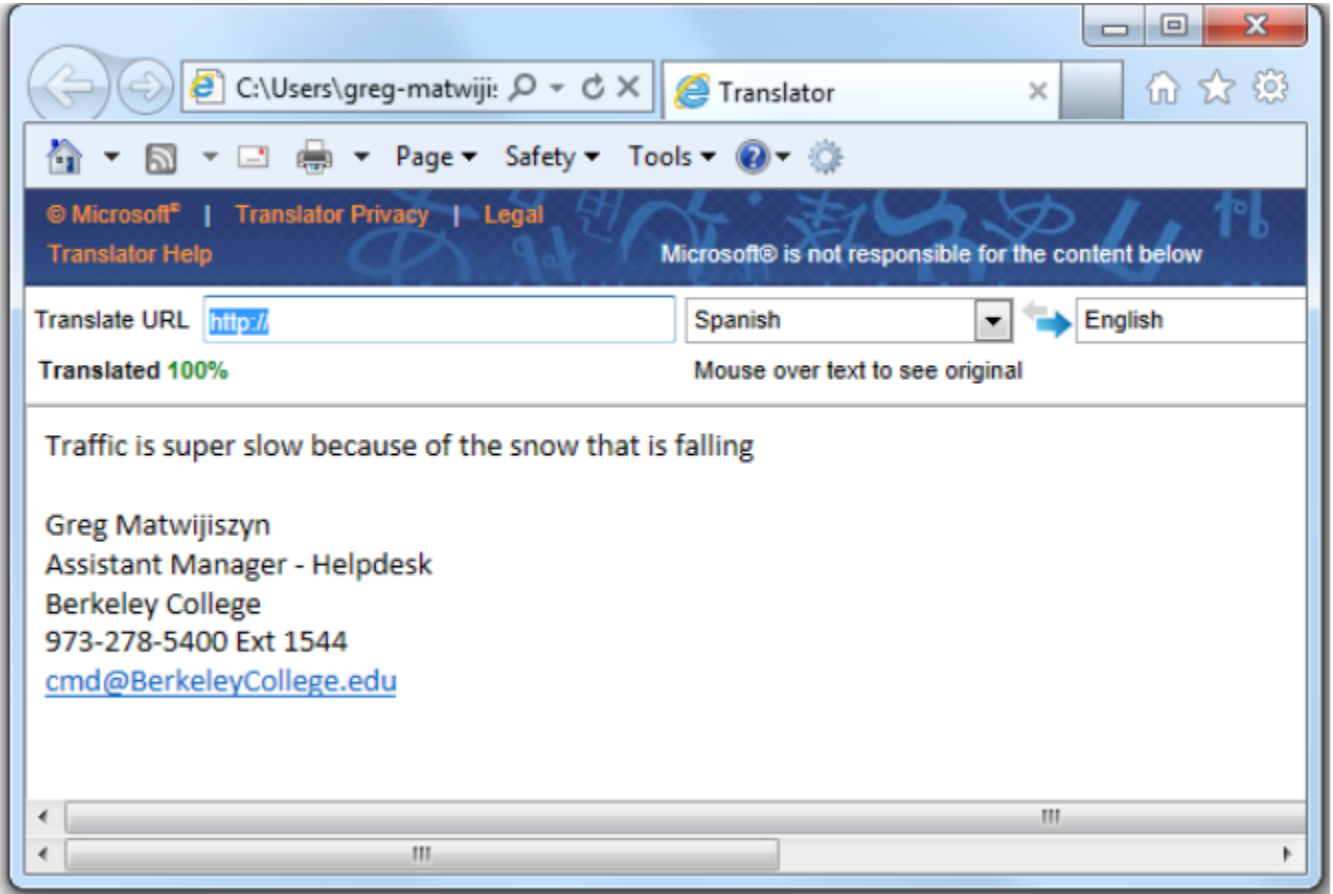 C:\Users\greg-matwijis
Translator
Page Safety Tools
© Microsoft® | Translator Privacy | Legal
Translator Help
Microsoft® is not responsible for the content below
Translate URL http:// Spanish English
Translated 100% Mouse over text to see original
Traffic is super slow because of the snow that is falling
Greg Matwijiszyn
Assistant Manager - Helpdesk
Berkeley College
973-278-5400 Ext 1544
cmd@BerkeleyCollege.edu